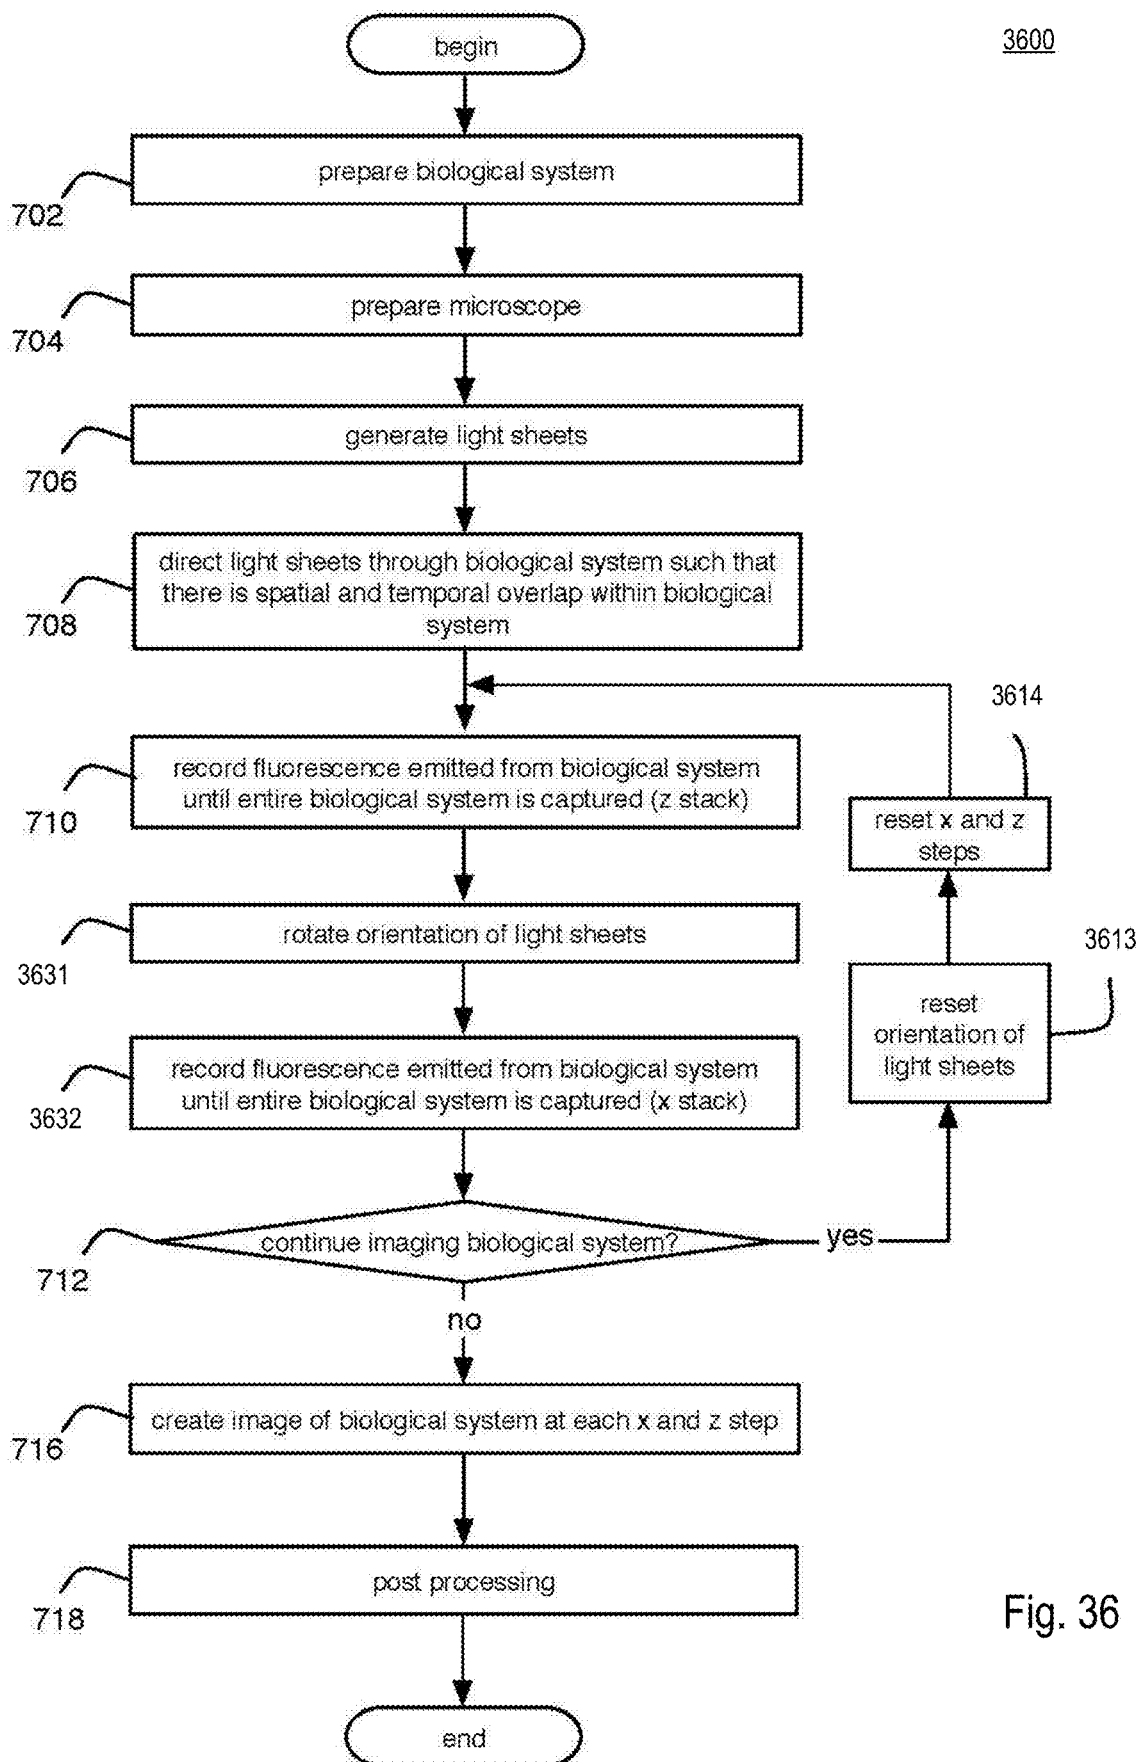 begin
3600
prepare biological system
702
prepare microscope
704
generate light sheets
706
direct light sheets through biological system such that
there is spatial and temporal overlap within biological
system
708
3614
record fluorescence emitted from biological system
until entire biological system is captured (z stack)
710
reset x and z
steps
rotate orientation of light sheets
3631
3613
reset
orientation of
light sheets
record fluorescence emitted from biological system
until entire biological system is captured (x stack)
3632
continue imaging biological system?
yes
712
no
create image of biological system at each x and z step
716
post processing
718
Fig. 36
end